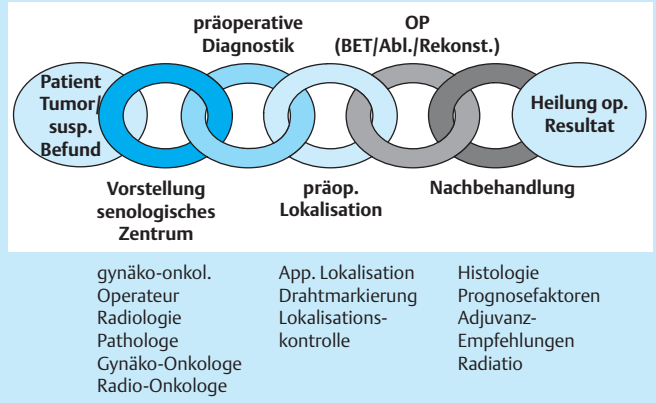 präoperative
Diagnostik
OP
(BET/Abl./Rekonst.)
Patient
Tumor/
susp.
Befund
Heilung op.
Resultat
Vorstellung
senologisches
Zentrum
präop.
Lokalisation
Nachbehandlung
gynäko-onkol.
Operateur
Radiologie
Pathologe
Gynäko-Onkologe
Radio-Onkologe
App. Lokalisation
Drahtmarkierung
Lokalisations-
kontrolle
Histologie
Prognosefaktoren
Adjuvanz-
Empfehlungen
Radiatio